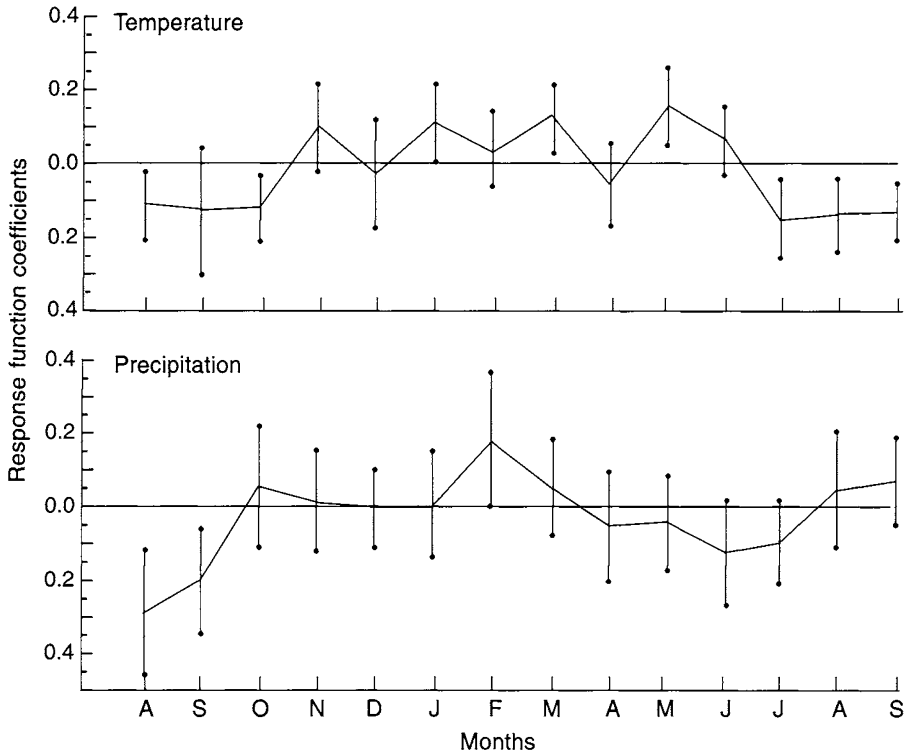 Temperature
0.4
0.2
0.0
0.2
0.4
Response function coefficients
Precipitation
0.4
0.2
0.0
0.2
0.4
A S O N D J F M A M J J A S
Months